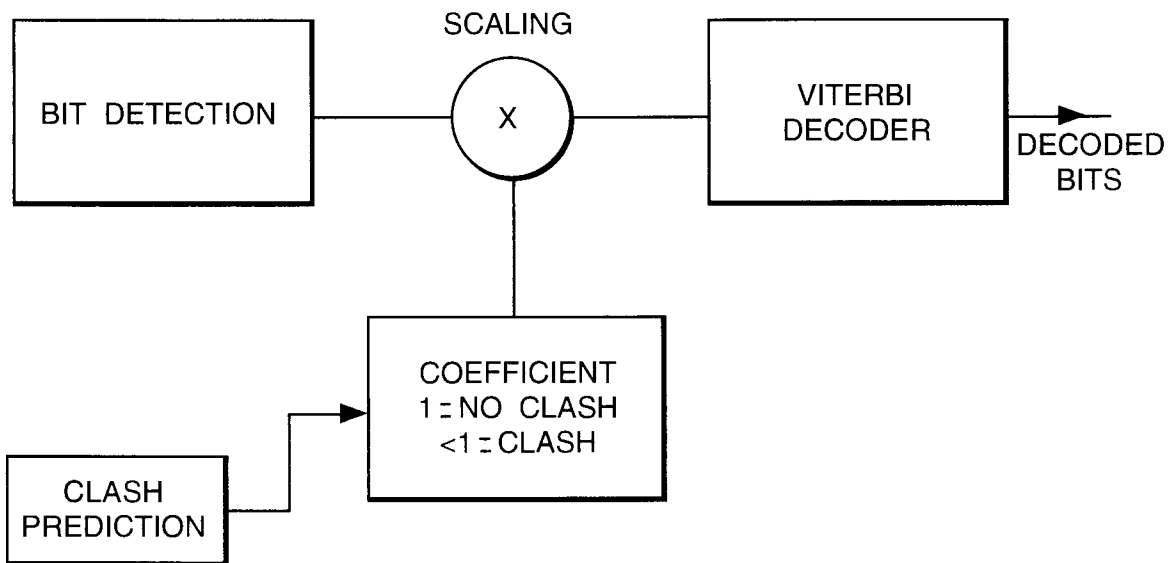 SCALING
BIT DETECTION
X
VITERBI
DECODER
DECODED
BITS
COEFFICIENT
1=NO CLASH
<1=CLASH
CLASH
PREDICTION